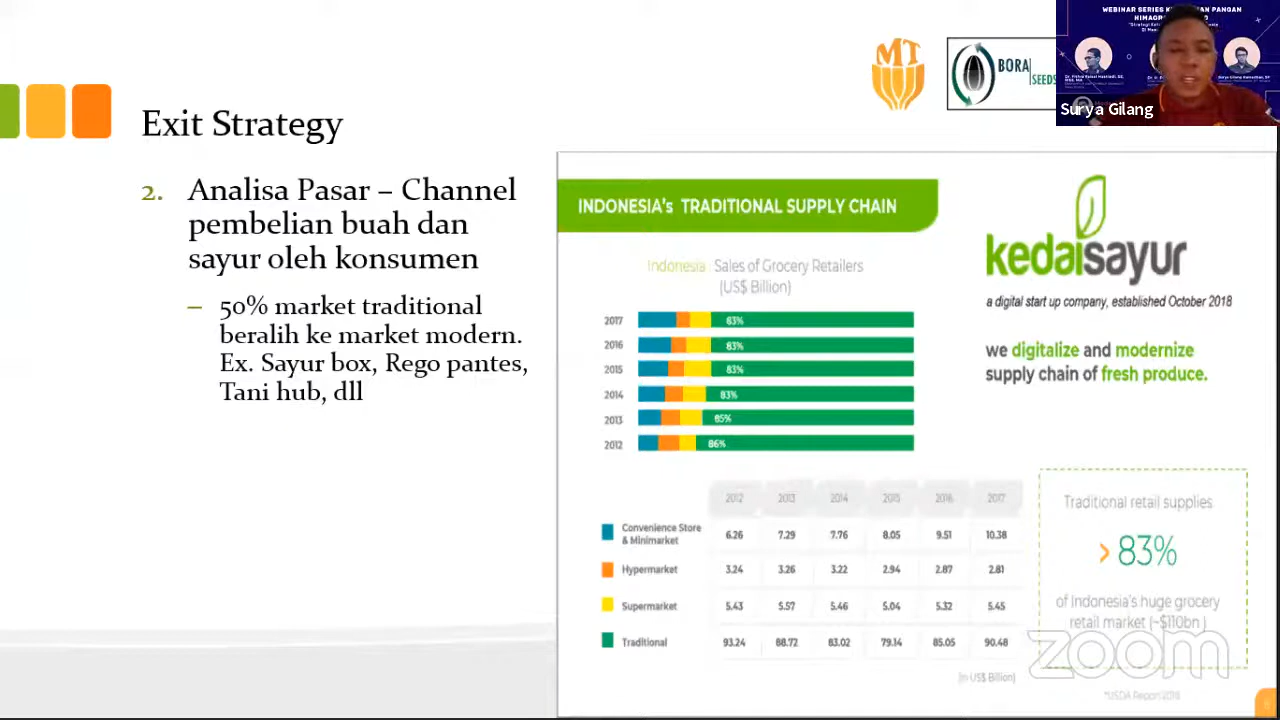 WEBINAR SERIES
Surya Gilang
MT
BORA
SEEDS
Exit Strategy
2. Analisa Pasar – Channel
pembelian buah dan
sayur oleh konsumen
– 50% market traditional
beralih ke market modern.
Ex. Sayur box, Rego pantes,
Tani hub, dll
INDONESIA's TRADITIONAL SUPPLY CHAIN
Indonesia Sales of Grocery Retailers
(US$ Billion)
2017 83%
2016 83%
2015 83%
2014 83%
2013 85%
2012 86%
2012 2013 2014 2015 2016 2017
Convenience Store
& Minimarket 6.26 7.29 7.76 8.05 9.51 10.38
Hypermarket 3.24 3.26 3.22 2.94 2.87 2.81
Supermarket 5.43 5.57 5.46 5.04 5.32 5.45
Traditional 93.24 88.72 83.02 79.14 85.05 90.48
(in US$ Billion)
kedaisayur
a digital start up company, established October 2018
we digitalize and modernize
supply chain of fresh produce.
Traditional retail supplies
> 83%
of Indonesia's huge grocery
retail market (~$110bn )
zoom
*USDA Report 2018